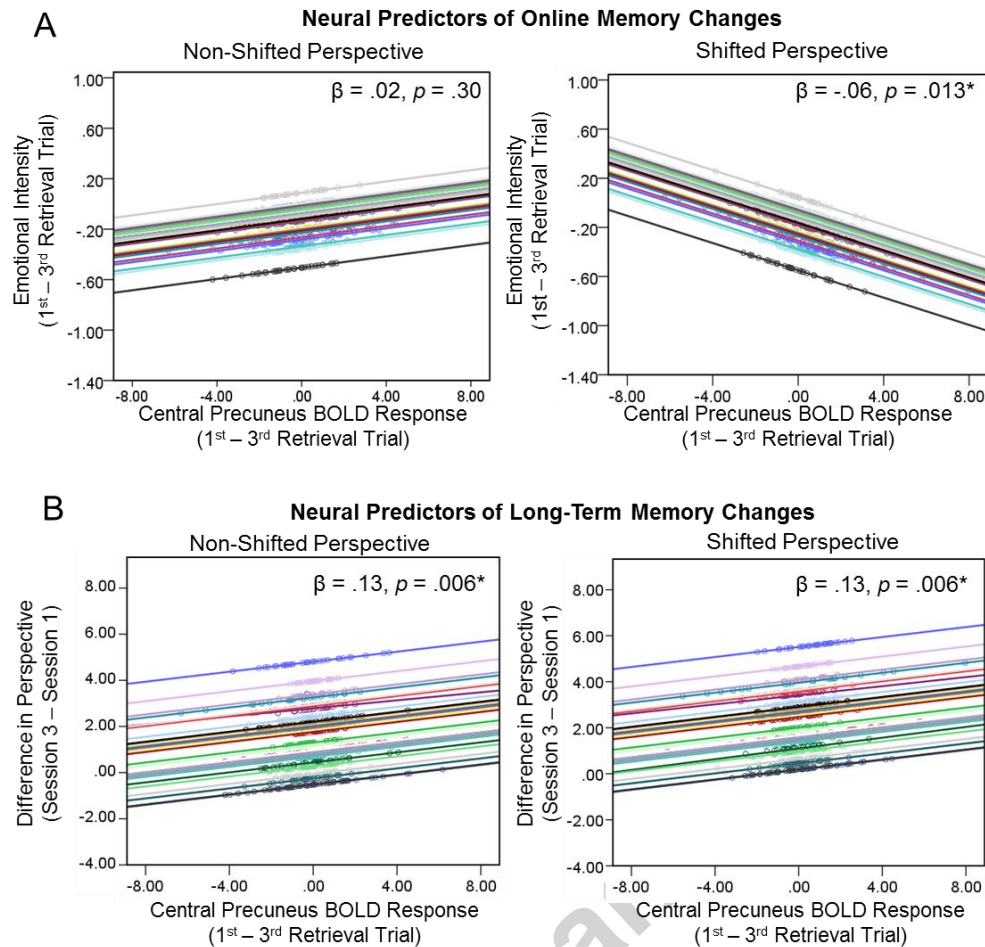 A
Neural Predictors of Online Memory Changes
Non-Shifted Perspective
Shifted Perspective
β = .02, p = .30
β = -.06, p = .013*
Emotional Intensity
(1st – 3rd Retrieval Trial)
1.00
.60
.20
-.20
-.60
-1.00
-1.40
-8.00 -4.00 .00 4.00 8.00
Central Precuneus BOLD Response
(1st – 3rd Retrieval Trial)
Emotional Intensity
(1st – 3rd Retrieval Trial)
1.00
.60
.20
-.20
-.60
-1.00
-1.40
-8.00 -4.00 .00 4.00 8.00
Central Precuneus BOLD Response
(1st – 3rd Retrieval Trial)
B
Neural Predictors of Long-Term Memory Changes
Non-Shifted Perspective
Shifted Perspective
β = .13, p = .006*
β = .13, p = .006*
Difference in Perspective
(Session 3 – Session 1)
8.00
6.00
4.00
2.00
.00
-2.00
-4.00
-8.00 -4.00 .00 4.00 8.00
Central Precuneus BOLD Response
(1st – 3rd Retrieval Trial)
Difference in Perspective
(Session 3 – Session 1)
8.00
6.00
4.00
2.00
.00
-2.00
-4.00
-8.00 -4.00 .00 4.00 8.00
Central Precuneus BOLD Response
(1st – 3rd Retrieval Trial)